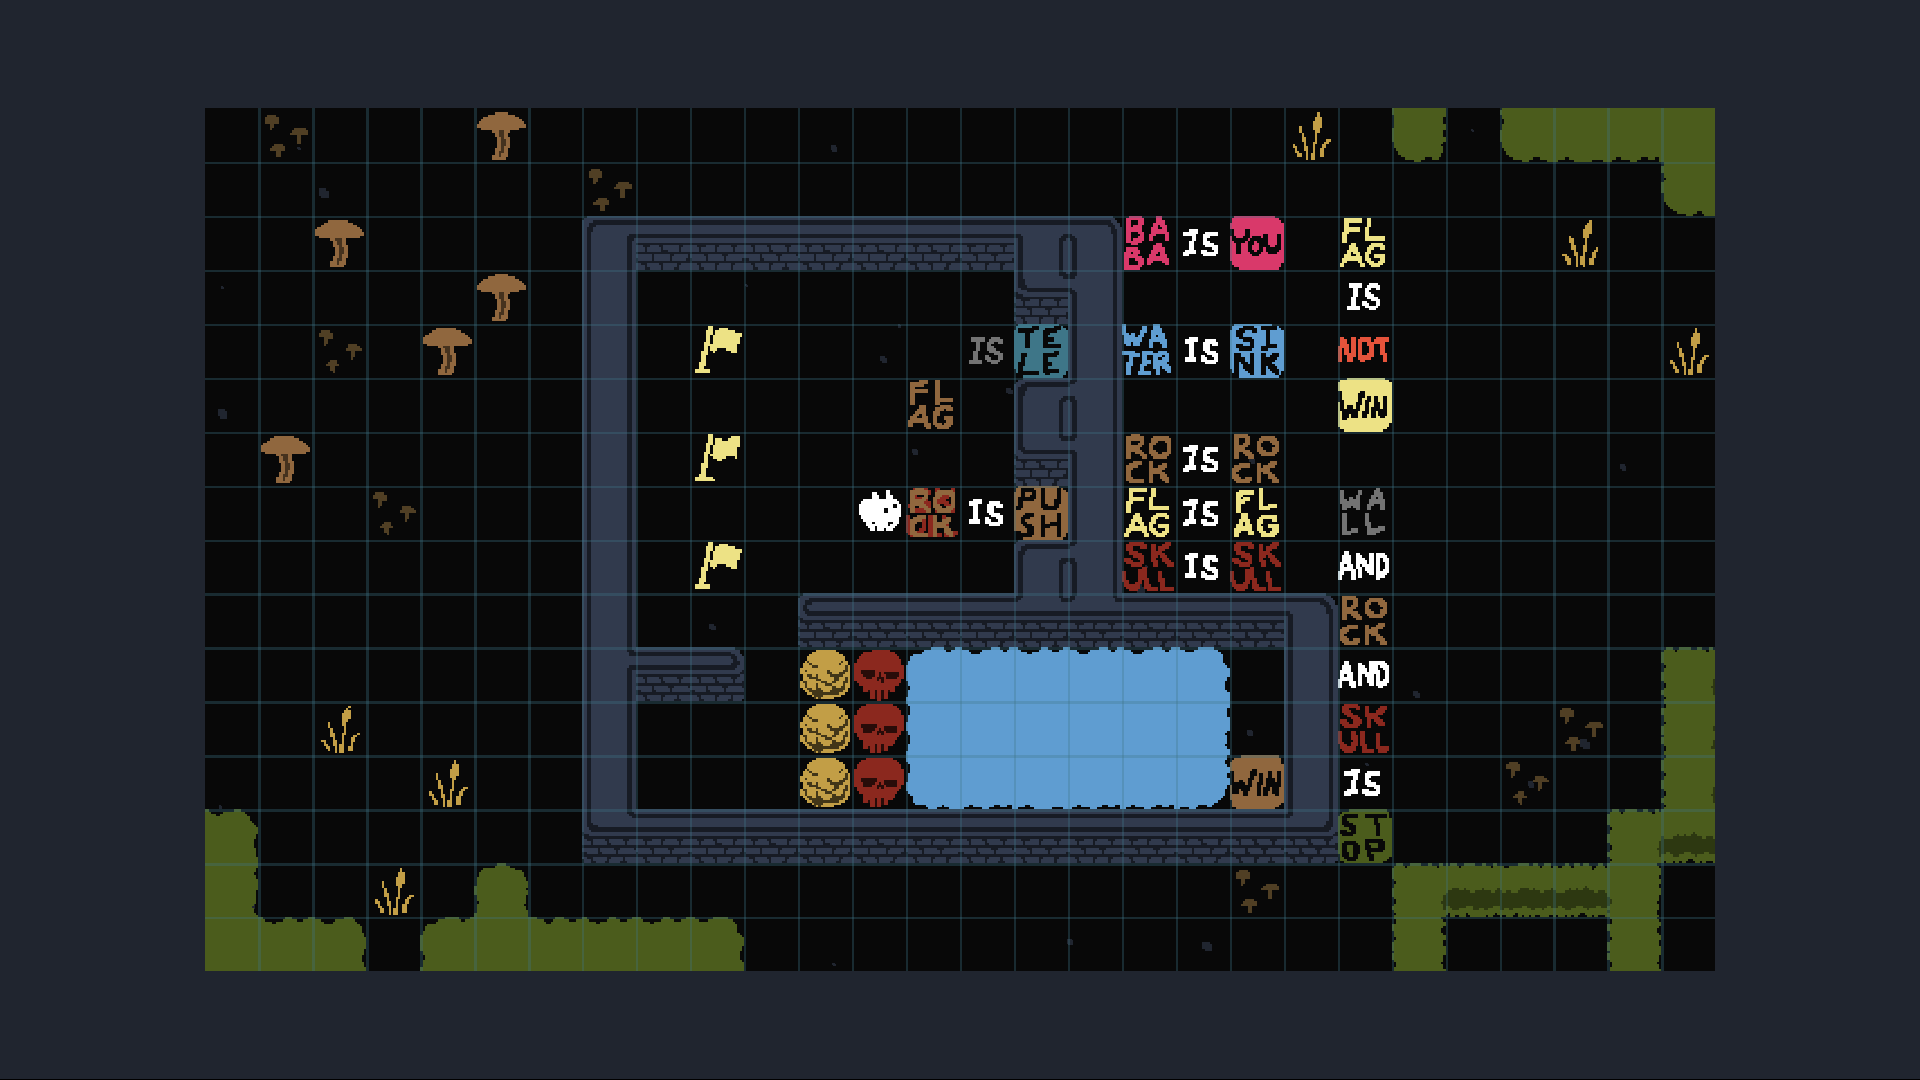 BABA IS YOU
FLAG IS NOT WIN
IS TELE
WATER IS SINK
FLAG
ROCK IS ROCK
ROCK IS PUSH
FLAG IS FLAG
SKULL IS SKULL
WALL AND ROCK AND SKULL IS STOP
WIN